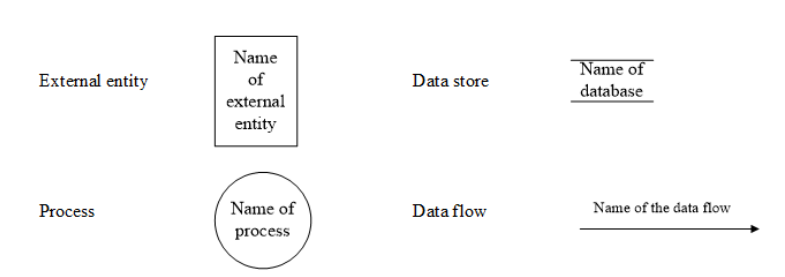 External entity
Name
of
external
entity
Data store
Name of
database
Process
Name of
process
Data flow
Name of the data flow